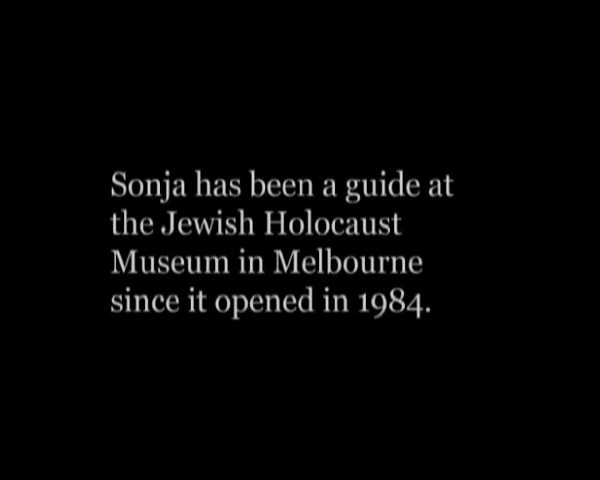 Sonja has been a guide at
the Jewish Holocaust
Museum in Melbourne
since it opened in 1984.